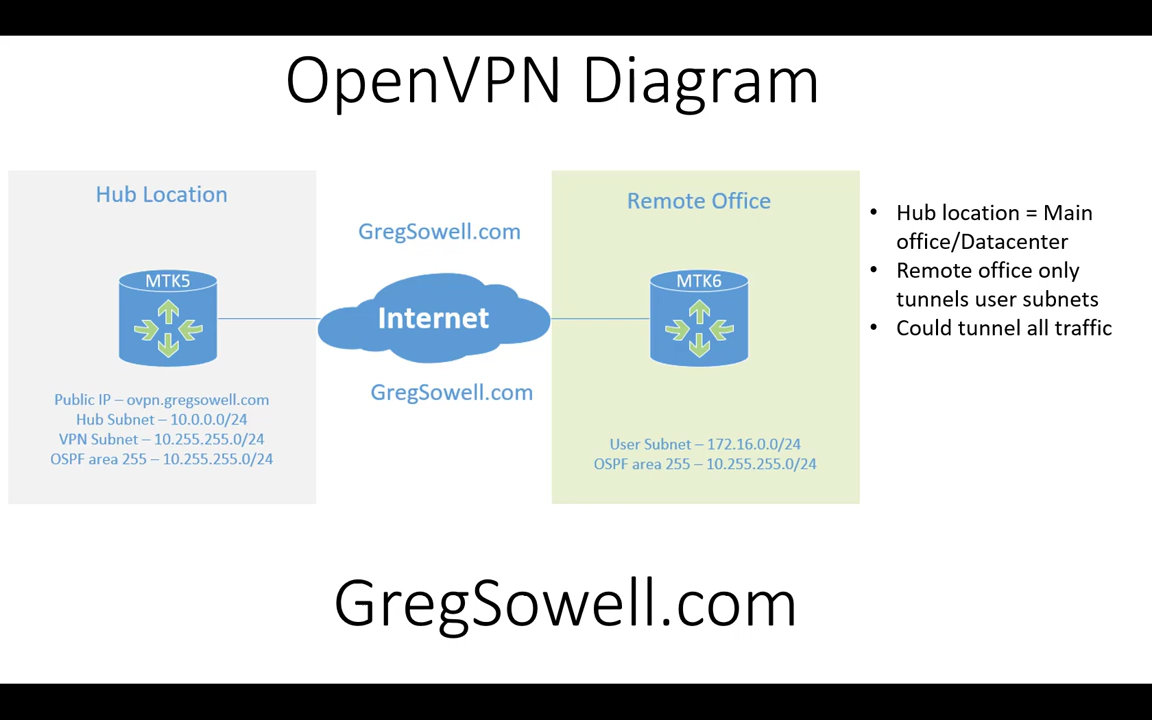 OpenVPN Diagram
Hub Location
MTK5
Public IP – ovpn.gregsowell.com
Hub Subnet – 10.0.0.0/24
VPN Subnet – 10.255.255.0/24
OSPF area 255 – 10.255.255.0/24
GregSowell.com
Internet
GregSowell.com
Remote Office
MTK6
User Subnet – 172.16.0.0/24
OSPF area 255 – 10.255.255.0/24
• Hub location = Main
office/Datacenter
• Remote office only
tunnels user subnets
• Could tunnel all traffic
GregSowell.com